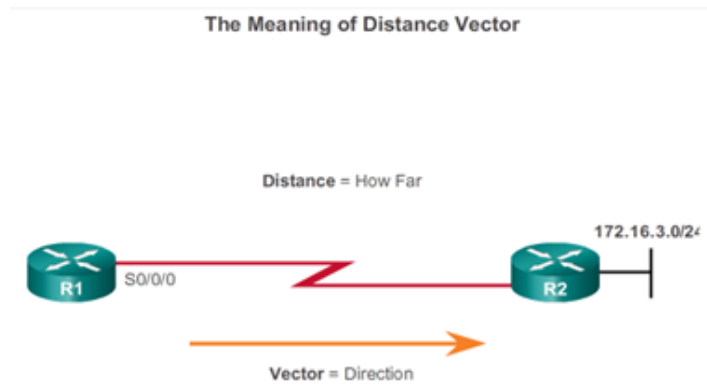 The Meaning of Distance Vector
Distance = How Far
172.16.3.0/24
S0/0/0
R1
R2
Vector = Direction